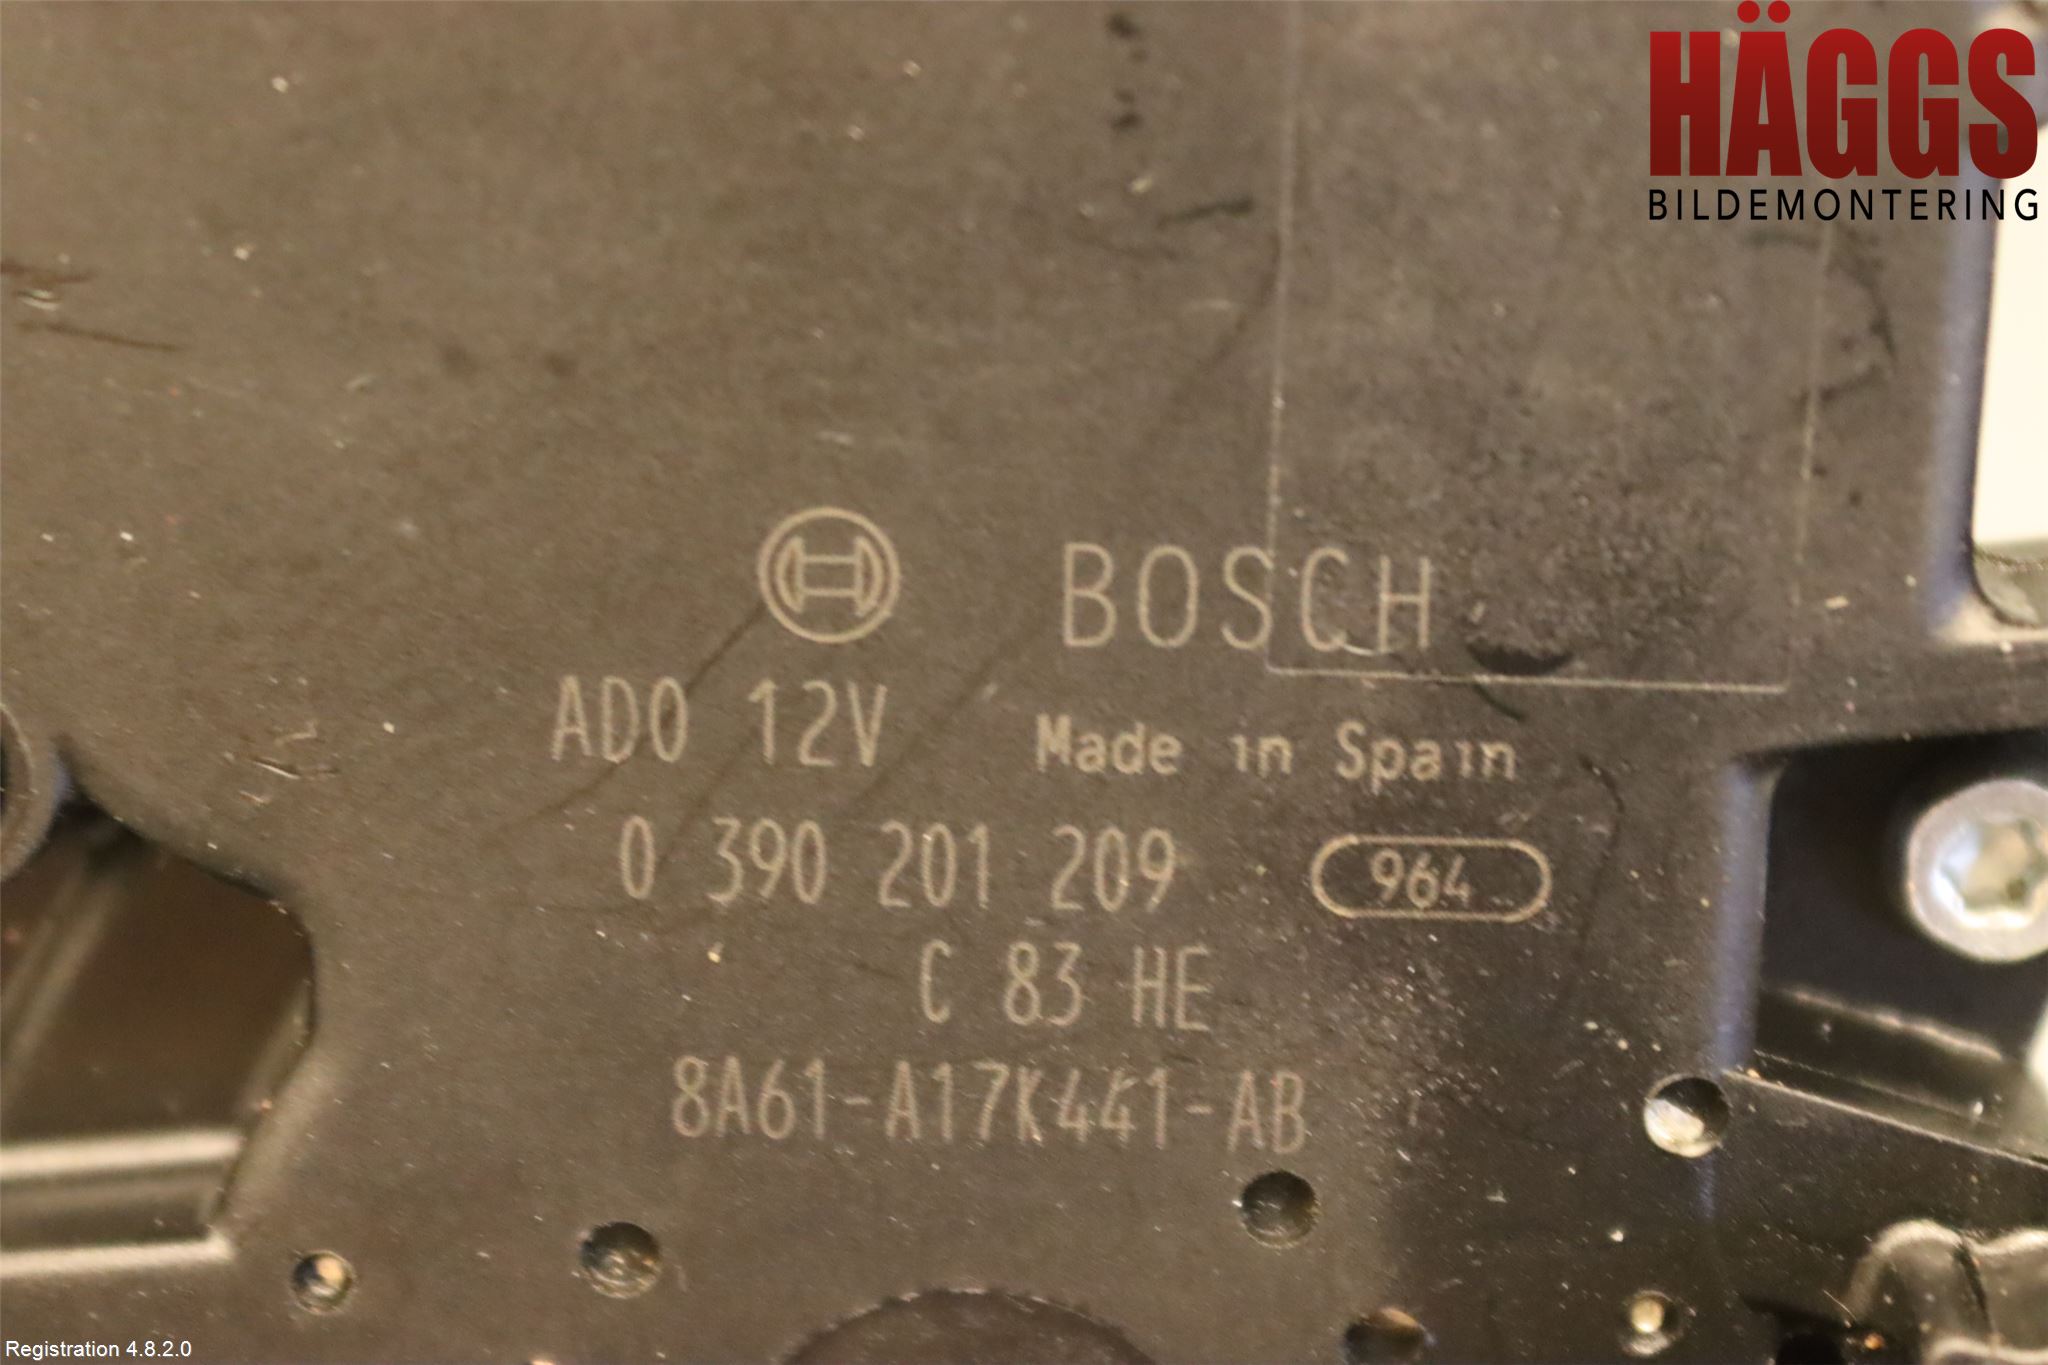 HÄGGS
BILDEMONTERING
BOSCH
AD0 12V
Made in Spain
0 390 201 209
964
C 83 HE
8A61-A17K441-AB
Registration 4.8.2.0